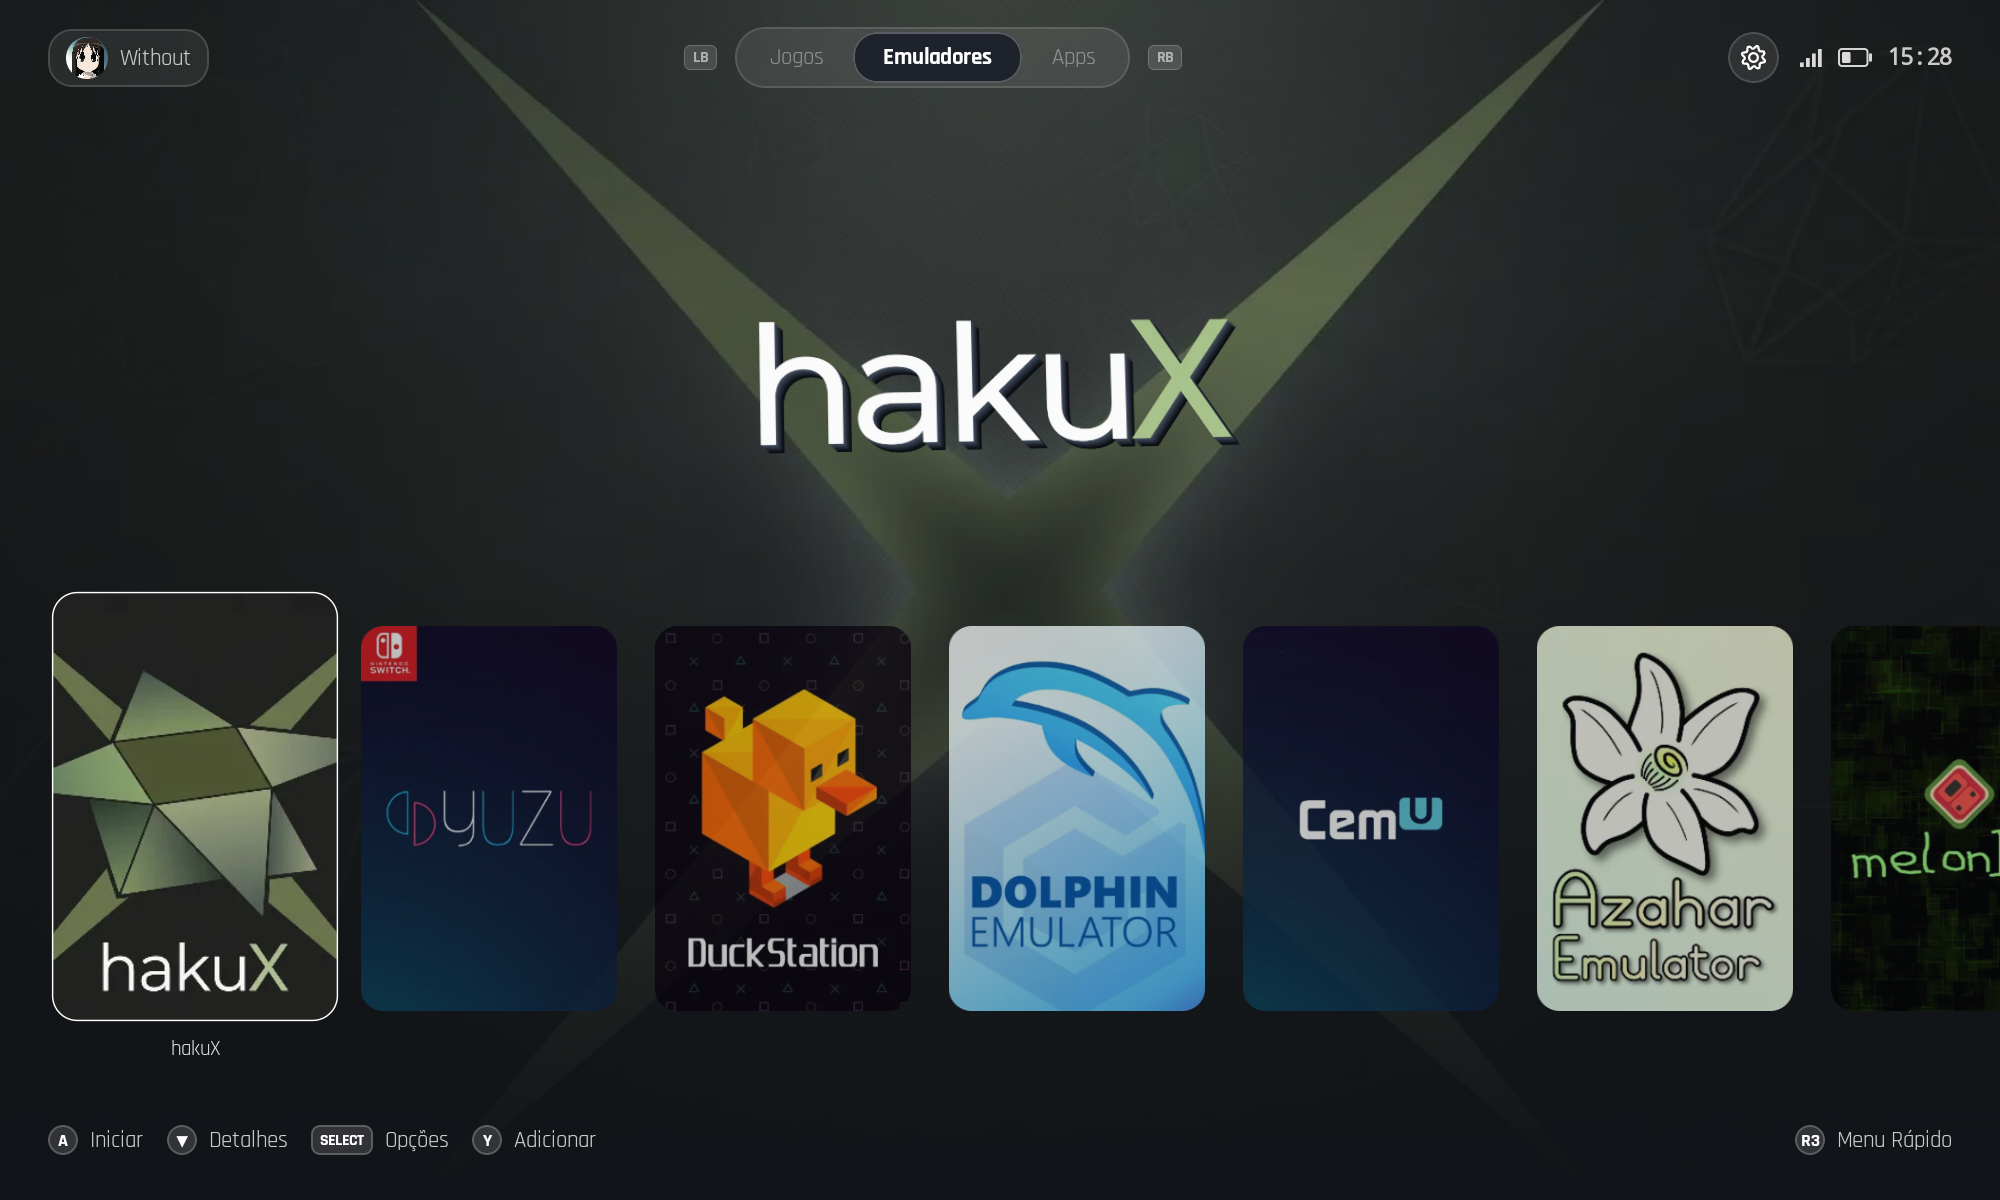 Without
LB
Jogos
Emuladores
Apps
RB
15:28
hakuX
hakuX
NINTENDO
SWITCH.
YUZU
DuckStation
DOLPHIN
EMULATOR
Cemu
Azahar
Emulator
melon
hakuX
A Iniciar
▼ Detalhes
SELECT Opções
Y Adicionar
R3 Menu Rápido